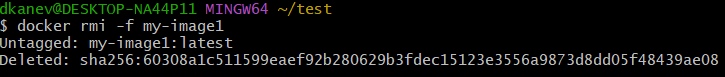 dkanev@DESKTOP-NA44P11 MINGW64 ~/test
$ docker rmi -f my-image1
Untagged: my-image1:latest
Deleted: sha256:60308a1c511599eaef92b280629b3fdec15123e3556a9873d8dd05f48439ae08